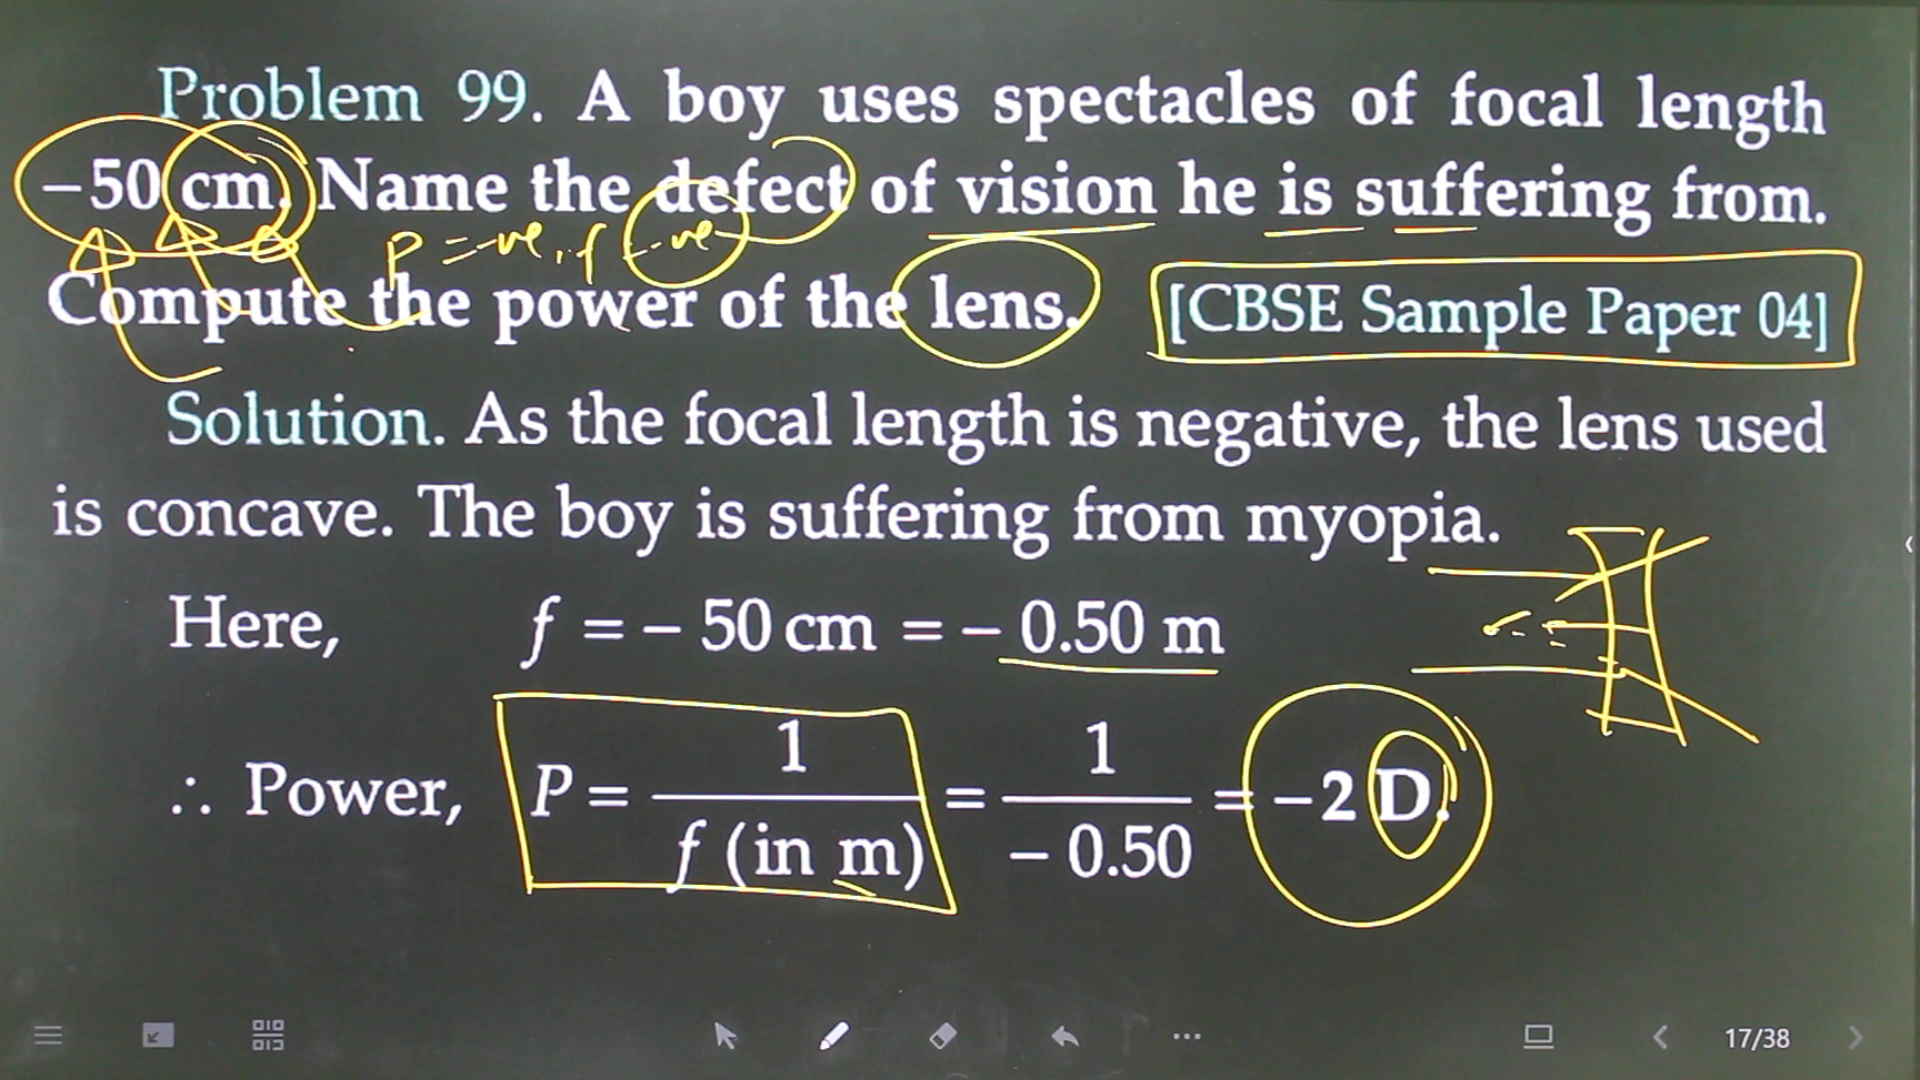 Problem 99. A boy uses spectacles of focal length
−50 cm. Name the defect of vision he is suffering from.
P = -ve, f = -ve
Compute the power of the lens. [CBSE Sample Paper 04]
Solution. As the focal length is negative, the lens used
is concave. The boy is suffering from myopia.
Here, f = − 50 cm = − 0.50 m
∴ Power, P = 1 / f (in m) = 1 / − 0.50 = −2 D.
17/38